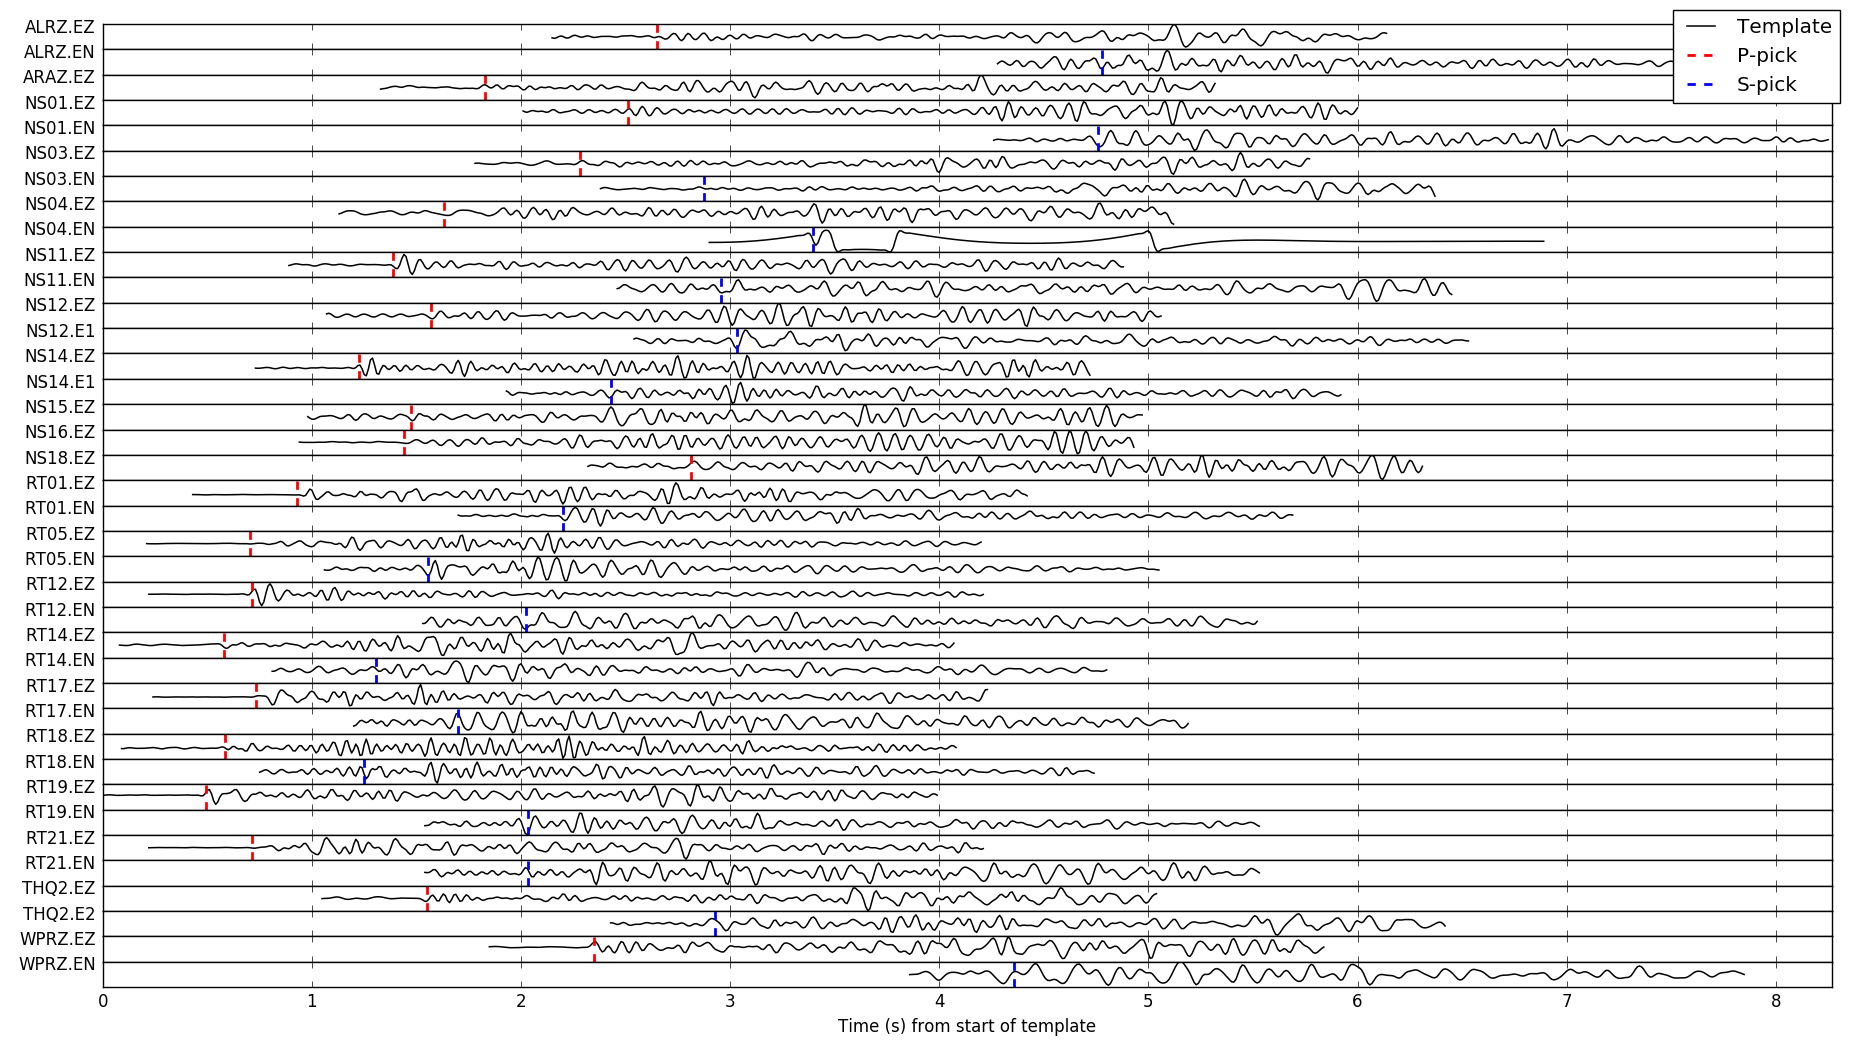 ALRZ.EZ
ALRZ.EN
ARAZ.EZ
NS01.EZ
NS01.EN
NS03.EZ
NS03.EN
NS04.EZ
NS04.EN
NS11.EZ
NS11.EN
NS12.EZ
NS12.E1
NS14.EZ
NS14.E1
NS15.EZ
NS16.EZ
NS18.EZ
RT01.EZ
RT01.EN
RT05.EZ
RT05.EN
RT12.EZ
RT12.EN
RT14.EZ
RT14.EN
RT17.EZ
RT17.EN
RT18.EZ
RT18.EN
RT19.EZ
RT19.EN
RT21.EZ
RT21.EN
THQ2.EZ
THQ2.E2
WPRZ.EZ
WPRZ.EN
Template
P-pick
S-pick
0 1 2 3 4 5 6 7 8
Time (s) from start of template